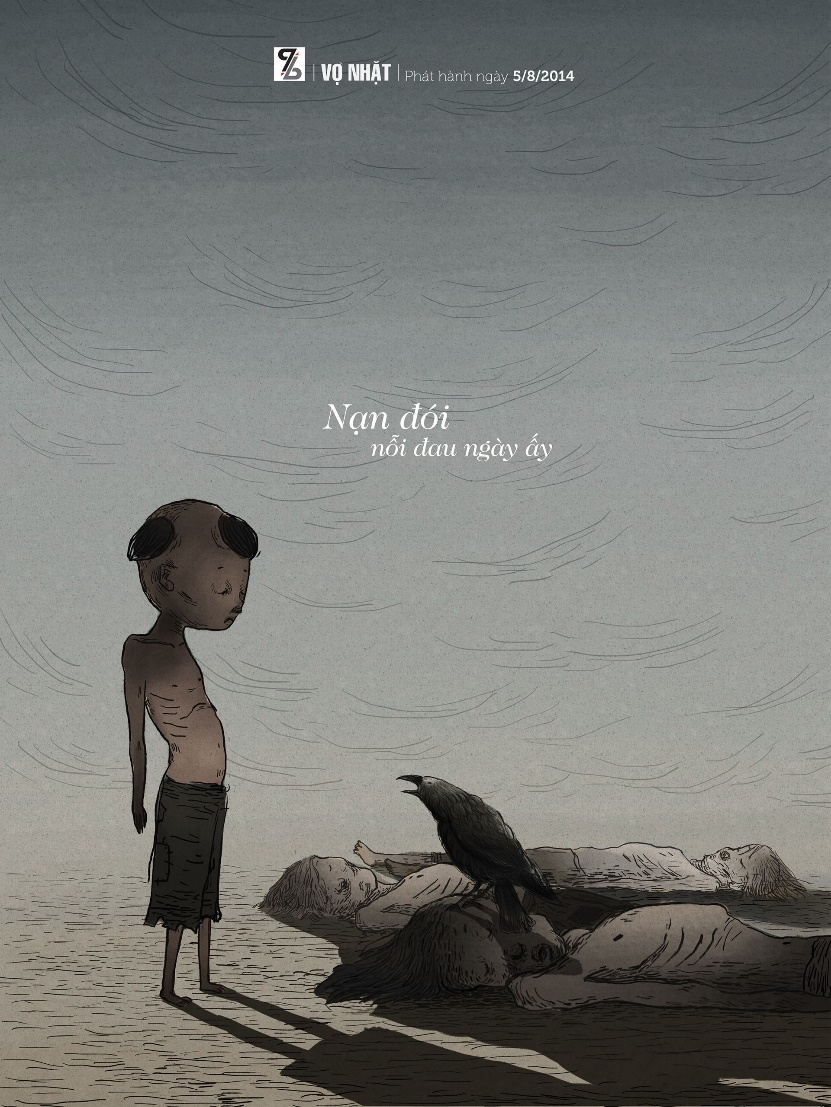 VỢ NHẶT | Phát hành ngày 5/8/2014
Nạn đói
nỗi đau ngày ấy